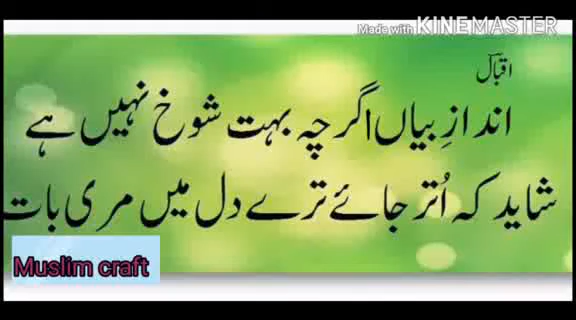 Made with KINEMASTER
اقبالؔ
اندازِ بیاں اگرچہ بہت شوخ نہیں ہے
شاید کہ اُتر جائے ترے دل میں مری بات
Muslim craft